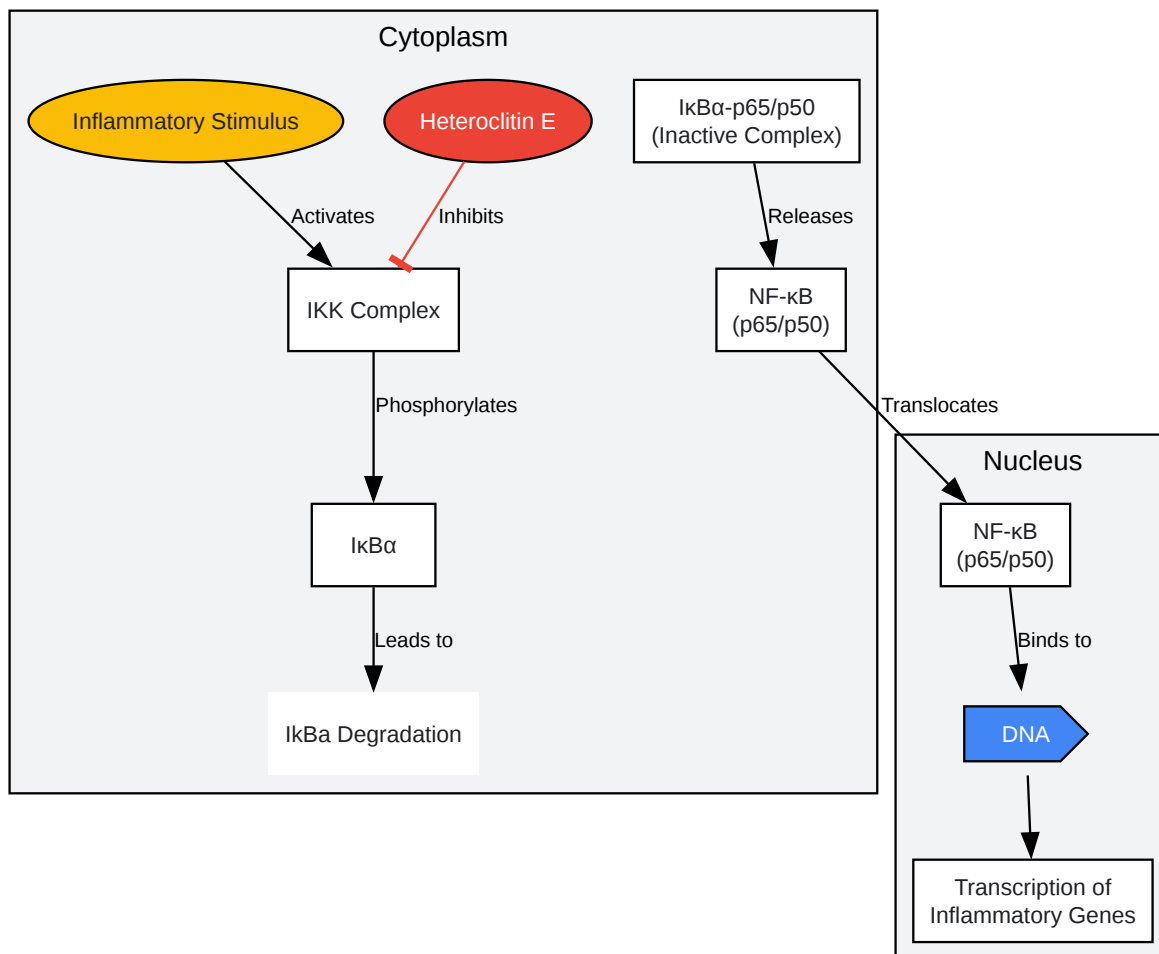 Cytoplasm
Inflammatory Stimulus
Heteroclitin E
IκBα-p65/p50
(Inactive Complex)
Activates
Inhibits
Releases
IKK Complex
NF-κB
(p65/p50)
Phosphorylates
Translocates
Nucleus
IκBα
NF-κB
(p65/p50)
Leads to
Binds to
IkBa Degradation
DNA
Transcription of
Inflammatory Genes